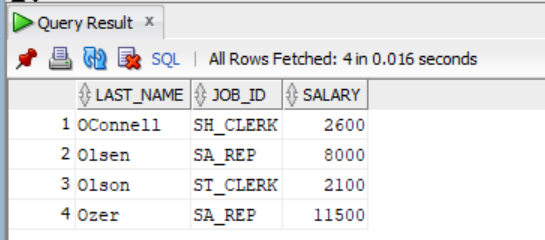 Query Result x
SQL | All Rows Fetched: 4 in 0.016 seconds
LAST_NAME JOB_ID SALARY
1 OConnell SH_CLERK 2600
2 Olsen SA_REP 8000
3 Olson ST_CLERK 2100
4 Ozer SA_REP 11500